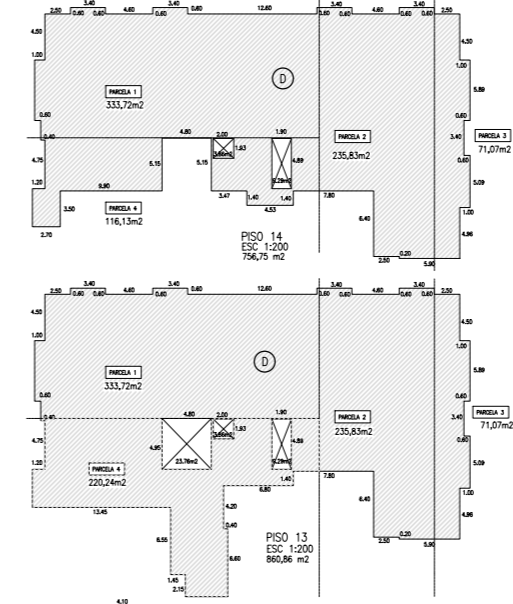 3.40 3.40 3.40
2.50 0.60 0.60 4.60 0.60 0.60 12.60 0.60 0.60 4.60 0.60 2.50
4.50 4.50
1.00 1.00
D
PARCELA 1
333,72m2
5.89
0.60 0.60
0.40 4.80 2.00 1.90
PARCELA 2
235,83m2
3.40
PARCELA 3
71,07m2
4.75 5.15 5.15 1.93 4.89
0.60
1.20 9.90 3.47 1.40 1.40 7.80 5.09
3.50
PARCELA 4
116,13m2
4.53
1.00
2.70 6.40 4.96
PISO 14
ESC 1:200
756,75 m2
2.50 0.20 5.90
3.40 3.40 3.40
2.50 0.60 0.60 4.60 0.60 0.60 12.60 0.60 0.60 4.60 0.60 2.50
4.50 4.50
1.00 1.00
D
PARCELA 1
333,72m2
5.89
0.60 0.60
0.40 4.80 2.00 1.90
PARCELA 2
235,83m2
3.40
PARCELA 3
71,07m2
4.75 4.95 1.93 4.89
23.76m2
0.60
1.20
PARCELA 4
220,24m2
6.80 1.40 7.80 5.09
13.45 4.20 6.40 1.00
0.40 4.96
6.55 6.60
PISO 13
ESC 1:200
860,86 m2
2.50 0.20 5.90
1.45
2.15
4.10